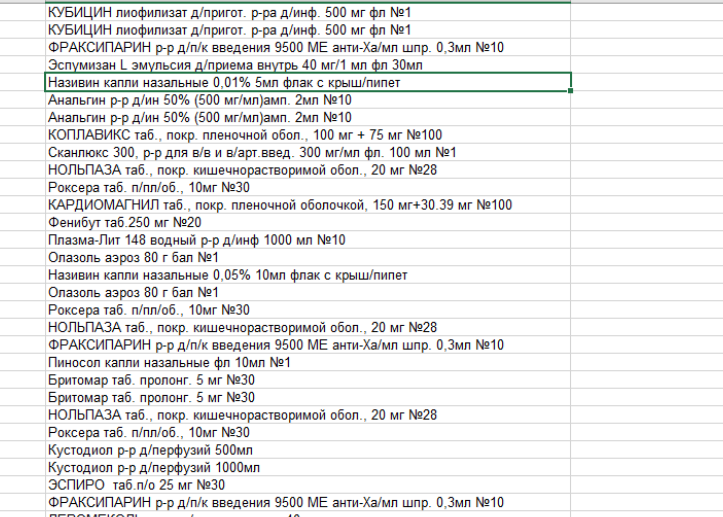 КУБИЦИН лиофилизат д/пригот. р-ра д/инф. 500 мг фл №1
КУБИЦИН лиофилизат д/пригот. р-ра д/инф. 500 мг фл №1
ФРАКСИПАРИН р-р д/п/к введения 9500 МЕ анти-Ха/мл шпр. 0,3мл №10
Эспумизан L эмульсия д/приема внутрь 40 мг/1 мл фл 30мл
Називин капли назальные 0,01% 5мл флак с крыш/пипет
Анальгин р-р д/ин 50% (500 мг/мл)амп. 2мл №10
Анальгин р-р д/ин 50% (500 мг/мл)амп. 2мл №10
КОПЛАВИКС таб., покр. пленочной обол., 100 мг + 75 мг №100
Сканлюкс 300, р-р для в/в и в/арт.введ. 300 мг/мл фл. 100 мл №1
НОЛЬПАЗА таб., покр. кишечнорастворимой обол., 20 мг №28
Роксера таб. п/пл/об., 10мг №30
КАРДИОМАГНИЛ таб., покр. пленочной оболочкой, 150 мг+30.39 мг №100
Фенибут таб.250 мг №20
Плазма-Лит 148 водный р-р д/инф 1000 мл №10
Олазоль аэроз 80 г бал №1
Називин капли назальные 0,05% 10мл флак с крыш/пипет
Олазоль аэроз 80 г бал №1
Роксера таб. п/пл/об., 10мг №30
НОЛЬПАЗА таб., покр. кишечнорастворимой обол., 20 мг №28
ФРАКСИПАРИН р-р д/п/к введения 9500 МЕ анти-Ха/мл шпр. 0,3мл №10
Пиносол капли назальные фл 10мл №1
Бритомар таб. пролонг. 5 мг №30
Бритомар таб. пролонг. 5 мг №30
НОЛЬПАЗА таб., покр. кишечнорастворимой обол., 20 мг №28
Роксера таб. п/пл/об., 10мг №30
Кустодиол р-р д/перфузий 500мл
Кустодиол р-р д/перфузий 1000мл
ЭСПИРО таб.п/о 25 мг №30
ФРАКСИПАРИН р-р д/п/к введения 9500 МЕ анти-Ха/мл шпр. 0,3мл №10